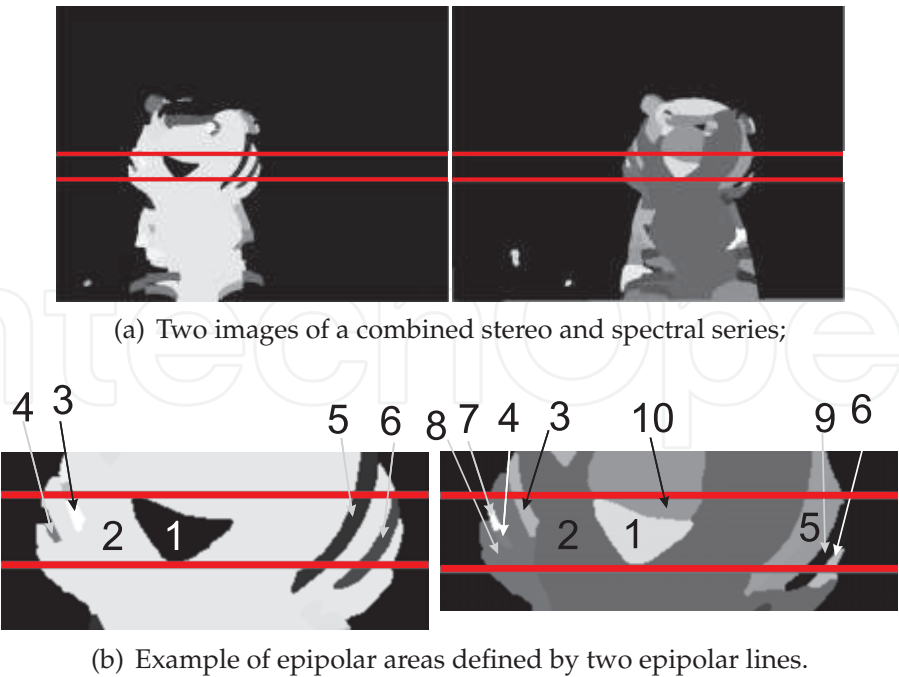 (a) Two images of a combined stereo and spectral series;
4 3 5 6
2 1
8 7 4 3 10 9 6
2 1 5
(b) Example of epipolar areas defined by two epipolar lines.